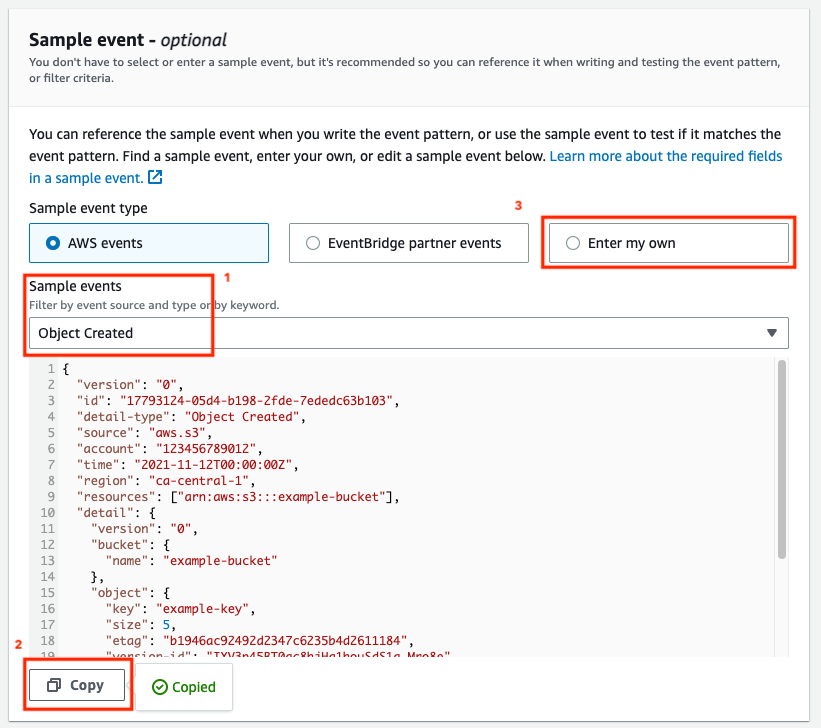 Sample event - optional
You don't have to select or enter a sample event, but it's recommended so you can reference it when writing and testing the event pattern,
or filter criteria.
You can reference the sample event when you write the event pattern, or use the sample event to test if it matches the
event pattern. Find a sample event, enter your own, or edit a sample event below. Learn more about the required fields
in a sample event.
Sample event type
3
AWS events
EventBridge partner events
Enter my own
1
Sample events
Filter by event source and type or by keyword.
Object Created
1 {
2 "version": "0",
3 "id": "17793124-05d4-b198-2fde-7ededc63b103",
4 "detail-type": "Object Created",
5 "source": "aws.s3",
6 "account": "123456789012",
7 "time": "2021-11-12T00:00:00Z",
8 "region": "ca-central-1",
9 "resources": ["arn:aws:s3:::example-bucket"],
10 "detail": {
11 "version": "0",
12 "bucket": {
13 "name": "example-bucket"
14 },
15 "object": {
16 "key": "example-key",
17 "size": 5,
18 "etag": "b1946ac92492d2347c6235b4d2611184",
19 "version-id":
2
Copy
Copied